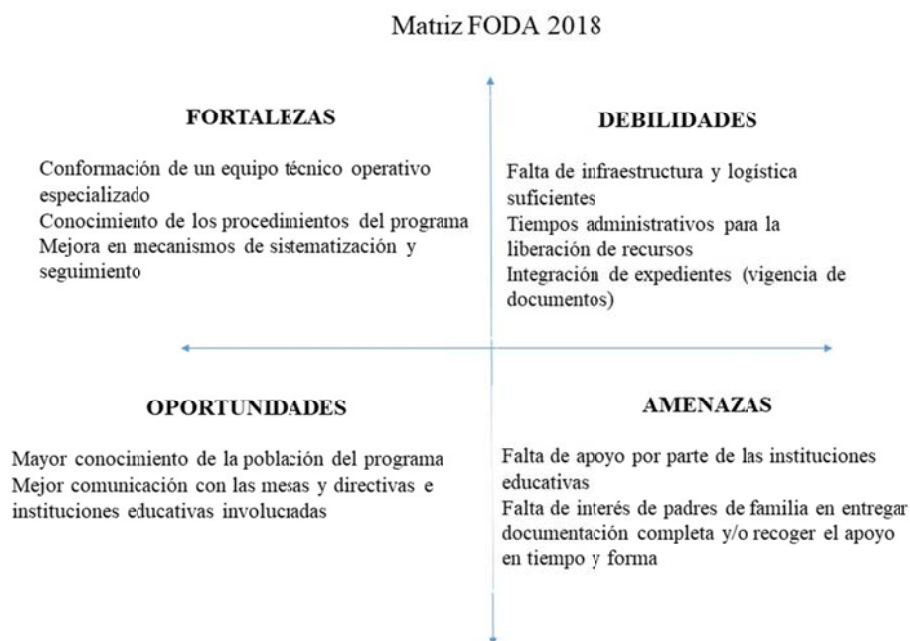 Matriz FODA 2018
FORTALEZAS
Conformación de un equipo técnico operativo
especializado
Conocimiento de los procedimientos del programa
Mejora en mecanismos de sistematización y
seguimiento
DEBILIDADES
Falta de infraestructura y logística
suficientes
Tiempos administrativos para la
liberación de recursos
Integración de expedientes (vigencia de
documentos)
OPORTUNIDADES
Mayor conocimiento de la población del programa
Mejor comunicación con las mesas y directivas e
instituciones educativas involucradas
AMENAZAS
Falta de apoyo por parte de las instituciones
educativas
Falta de interés de padres de familia en entregar
documentación completa y/o recoger el apoyo
en tiempo y forma